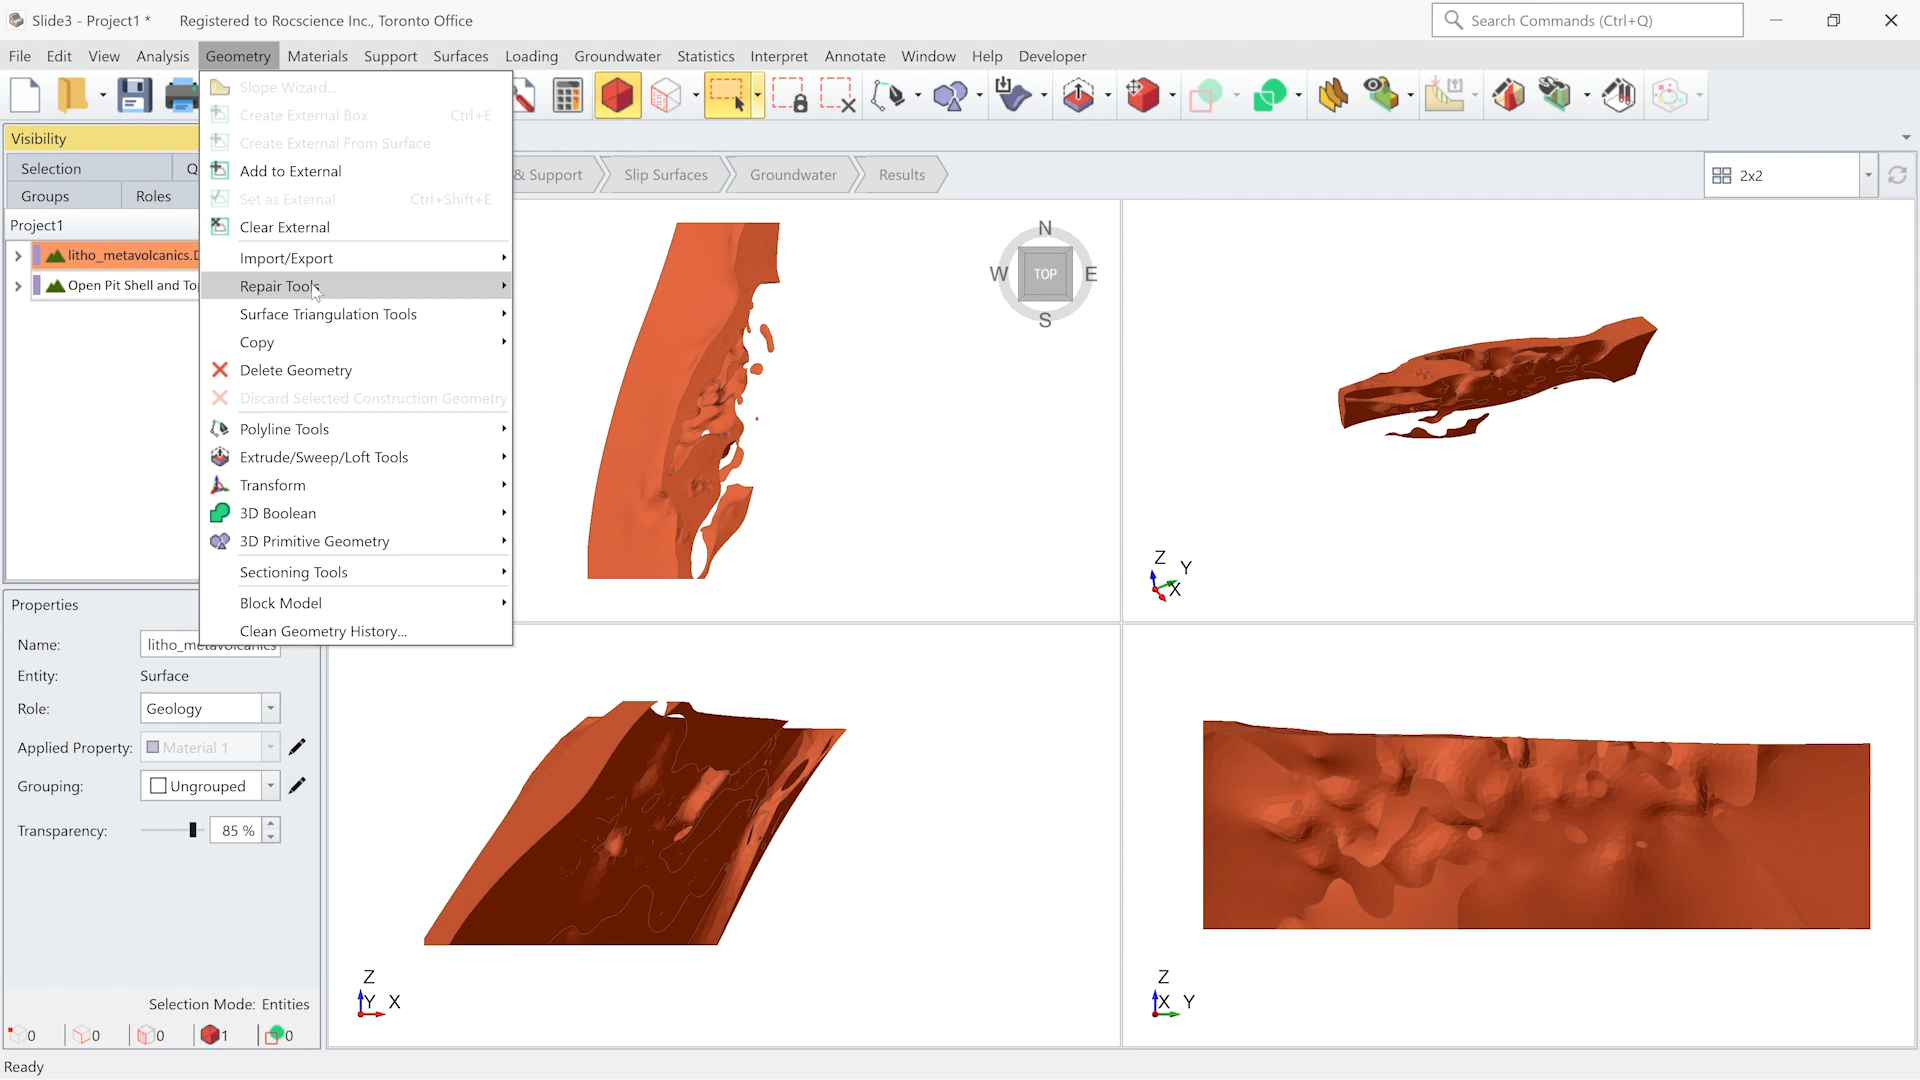 Slide3 - Project1 * Registered to Rocscience Inc., Toronto Office
Search Commands (Ctrl+Q)
File Edit View Analysis Geometry Materials Support Surfaces Loading Groundwater Statistics Interpret Annotate Window Help Developer
Visibility
Selection Q
Groups Roles
Project1
litho_metavolcanics.D
Open Pit Shell and To
Slope Wizard...
Create External Box Ctrl+E
Create External From Surface
Add to External
Set as External Ctrl+Shift+E
Clear External
Import/Export
Repair Tools
Surface Triangulation Tools
Copy
Delete Geometry
Discard Selected Construction Geometry
Polyline Tools
Extrude/Sweep/Loft Tools
Transform
3D Boolean
3D Primitive Geometry
Sectioning Tools
Block Model
Clean Geometry History...
& Support Slip Surfaces Groundwater Results
2x2
N
W TOP E
S
Z
Y
X
Properties
Name: litho_metavolcanics
Entity: Surface
Role: Geology
Applied Property: Material 1
Grouping: Ungrouped
Transparency: 85 %
Z
Y X
Z
X Y
Selection Mode: Entities
0 0 0 1 0
Ready